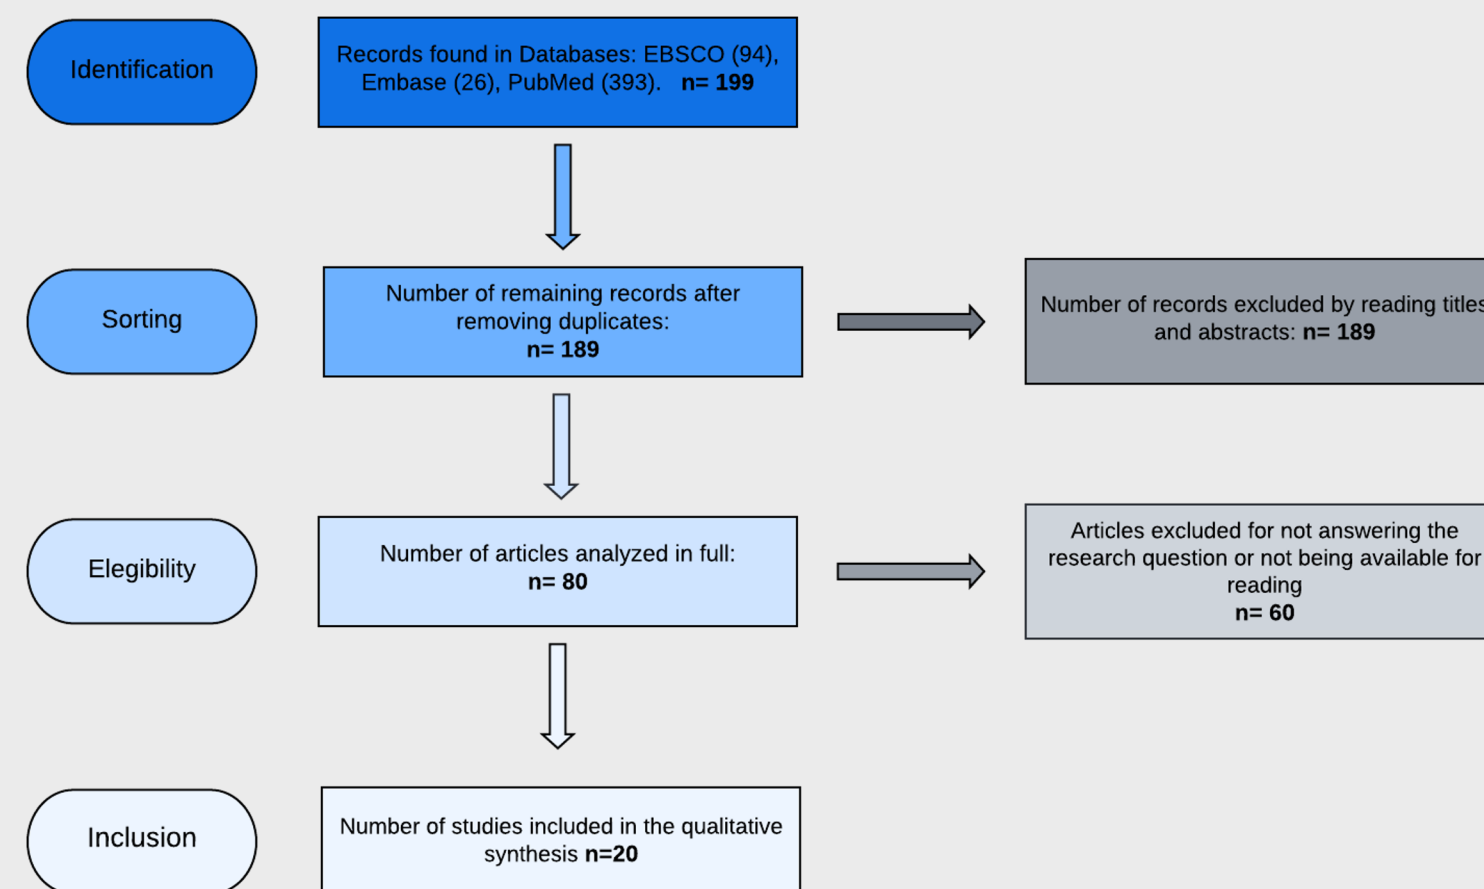 Identification
Records found in Databases: EBSCO (94),
Embase (26), PubMed (393). n= 199
Sorting
Number of remaining records after
removing duplicates:
n= 189
Number of records excluded by reading titles
and abstracts: n= 189
Elegibility
Number of articles analyzed in full:
n= 80
Articles excluded for not answering the
research question or not being available for
reading
n= 60
Inclusion
Number of studies included in the qualitative
synthesis n=20